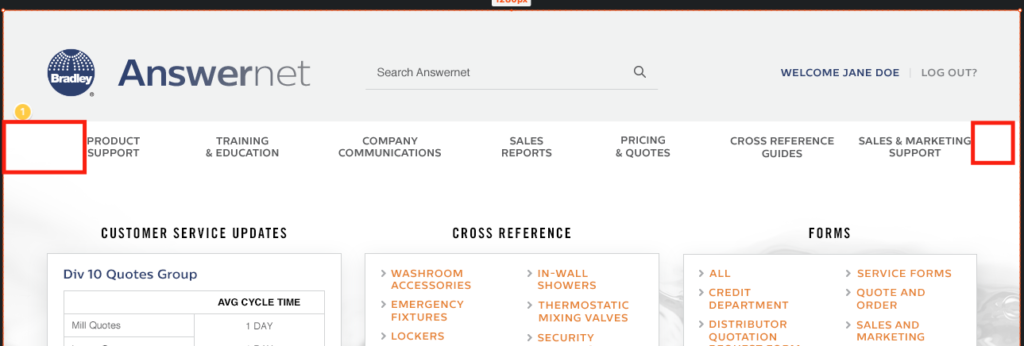 1280px
Bradley
Answernet
Search Answernet
WELCOME JANE DOE
LOG OUT?
1
PRODUCT SUPPORT
TRAINING & EDUCATION
COMPANY COMMUNICATIONS
SALES REPORTS
PRICING & QUOTES
CROSS REFERENCE GUIDES
SALES & MARKETING SUPPORT
CUSTOMER SERVICE UPDATES
Div 10 Quotes Group
AVG CYCLE TIME
Mill Quotes
1 DAY
CROSS REFERENCE
WASHROOM
ACCESSORIES
EMERGENCY
FIXTURES
LOCKERS
IN-WALL
SHOWERS
THERMOSTATIC
MIXING VALVES
SECURITY
FORMS
ALL
CREDIT
DEPARTMENT
DISTRIBUTOR
QUOTATION
SERVICE FORMS
QUOTE AND
ORDER
SALES AND
MARKETING